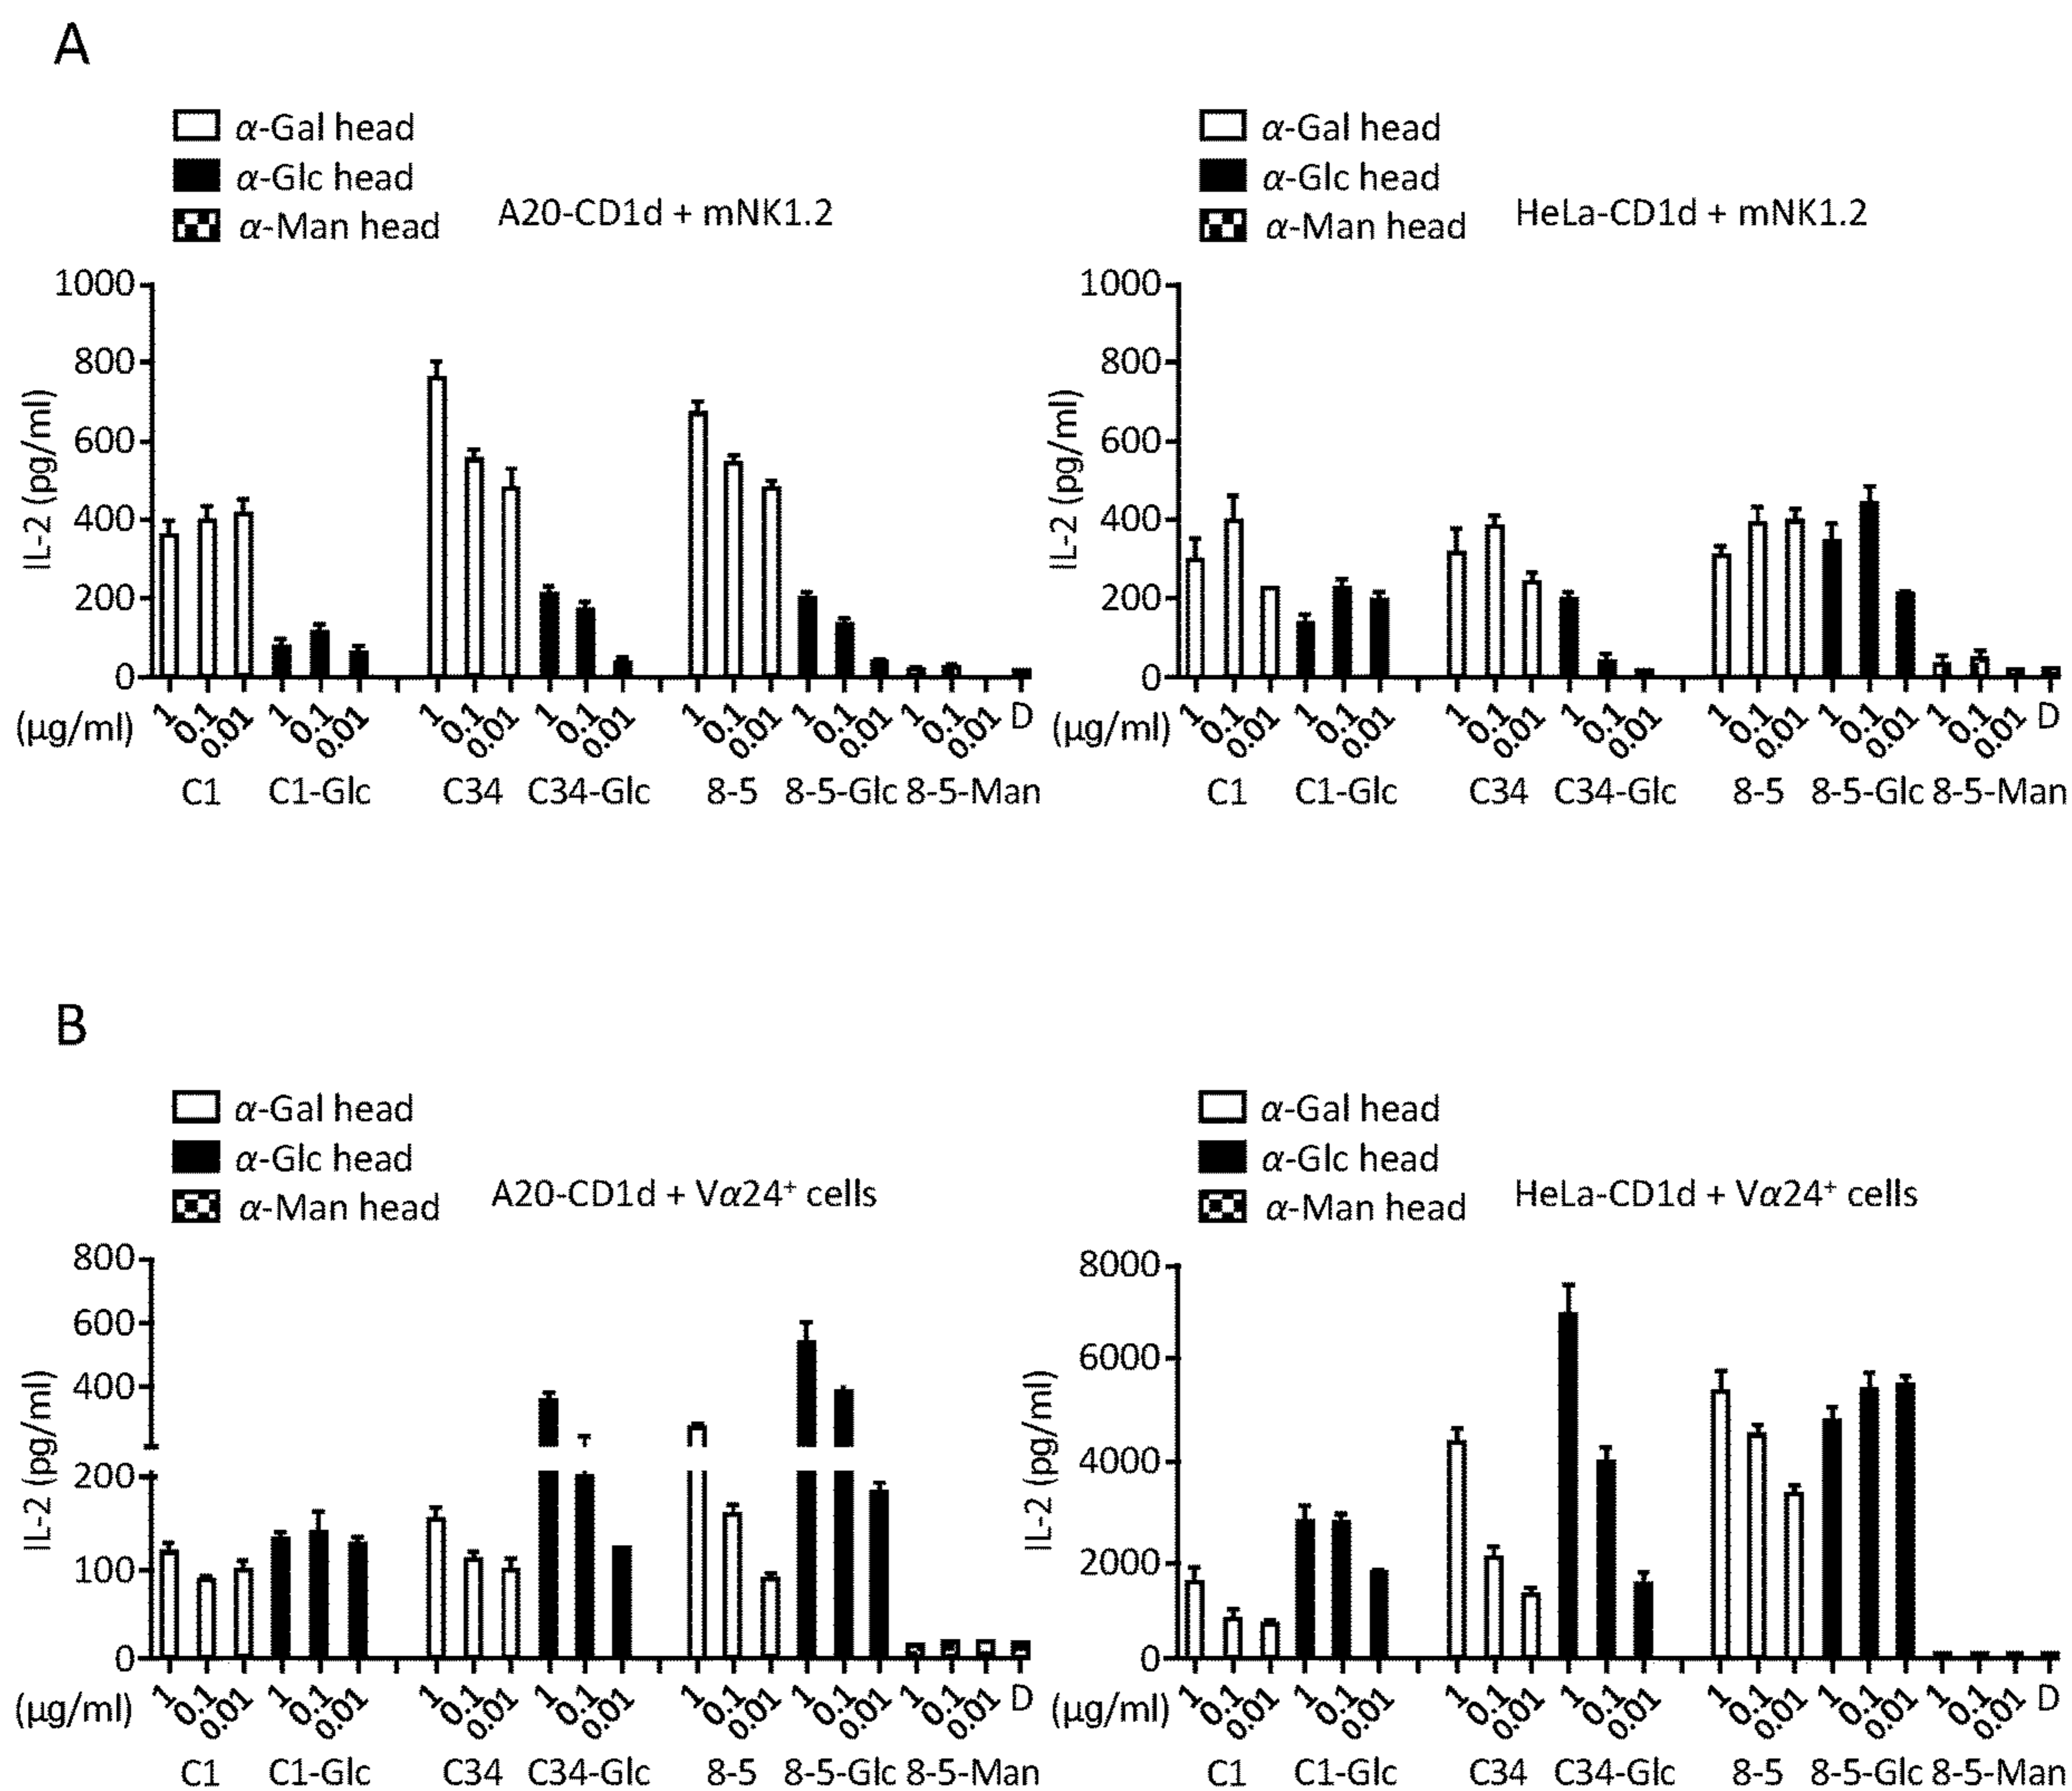 A
α-Gal head
α-Glc head
α-Man head
A20-CD1d + mNK1.2
IL-2 (pg/ml)
1000
800
600
400
200
0
(µg/ml)
1 0.1 0.01 1 0.1 0.01 1 0.1 0.01 1 0.1 0.01 1 0.1 0.01 1 0.1 0.01 1 0.1 0.01 D
C1 C1-Glc C34 C34-Glc 8-5 8-5-Glc 8-5-Man
α-Gal head
α-Glc head
α-Man head
HeLa-CD1d + mNK1.2
IL-2 (pg/ml)
1000
800
600
400
200
0
(µg/ml)
1 0.1 0.01 1 0.1 0.01 1 0.1 0.01 1 0.1 0.01 1 0.1 0.01 1 0.1 0.01 1 0.1 0.01 D
C1 C1-Glc C34 C34-Glc 8-5 8-5-Glc 8-5-Man
B
α-Gal head
α-Glc head
α-Man head
A20-CD1d + Vα24⁺ cells
IL-2 (pg/ml)
800
600
400
200
100
0
(µg/ml)
1 0.1 0.01 1 0.1 0.01 1 0.1 0.01 1 0.1 0.01 1 0.1 0.01 1 0.1 0.01 1 0.1 0.01 D
C1 C1-Glc C34 C34-Glc 8-5 8-5-Glc 8-5-Man
α-Gal head
α-Glc head
α-Man head
HeLa-CD1d + Vα24⁺ cells
IL-2 (pg/ml)
8000
6000
4000
2000
0
(µg/ml)
1 0.1 0.01 1 0.1 0.01 1 0.1 0.01 1 0.1 0.01 1 0.1 0.01 1 0.1 0.01 1 0.1 0.01 D
C1 C1-Glc C34 C34-Glc 8-5 8-5-Glc 8-5-Man